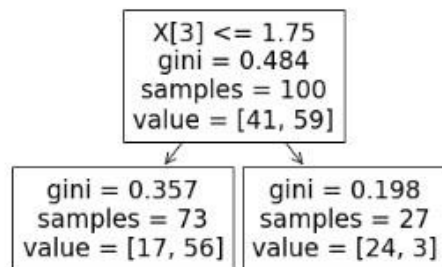 X[3] <= 1.75
gini = 0.484
samples = 100
value = [41, 59]
gini = 0.357
samples = 73
value = [17, 56]
gini = 0.198
samples = 27
value = [24, 3]